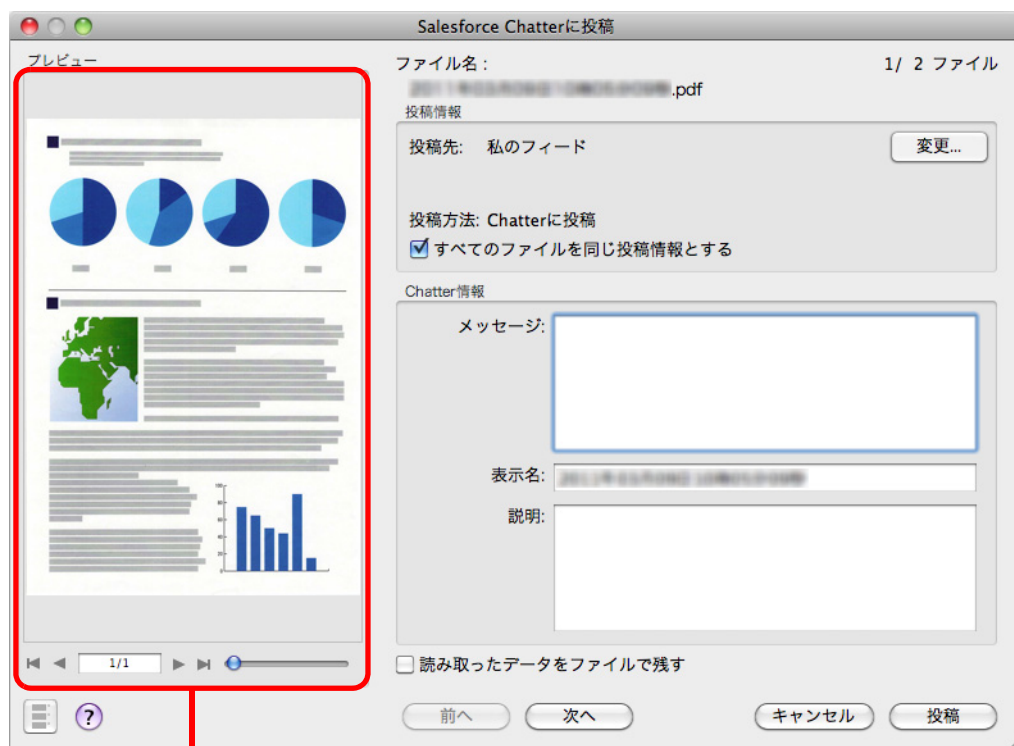 Salesforce Chatterに投稿
プレビュー
ファイル名:
1/ 2 ファイル
.pdf
投稿情報
投稿先: 私のフィード
変更...
投稿方法: Chatterに投稿
すべてのファイルを同じ投稿情報とする
Chatter情報
メッセージ:
表示名:
説明:
1/1
読み取ったデータをファイルで残す
?
前へ
次へ
キャンセル
投稿